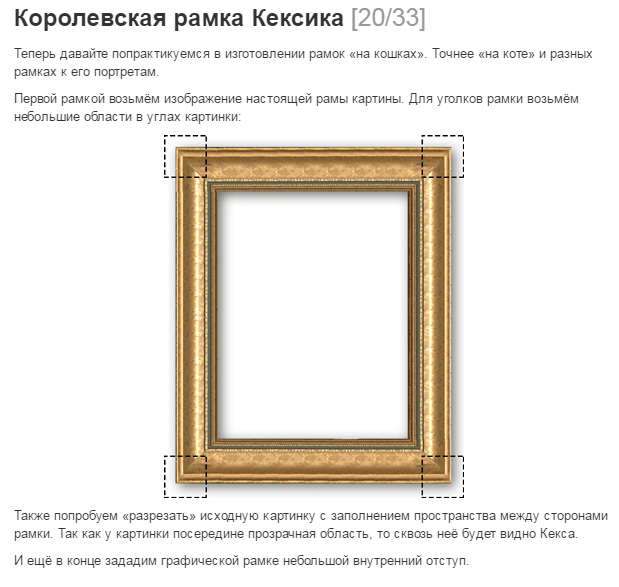 Королевская рамка Кексика [20/33]
Теперь давайте попрактикуемся в изготовлении рамок «на кошках». Точнее «на коте» и разных
рамках к его портретам.
Первой рамкой возьмём изображение настоящей рамы картины. Для уголков рамки возьмём
небольшие области в углах картинки:
Также попробуем «разрезать» исходную картинку с заполнением пространства между сторонами
рамки. Так как у картинки посередине прозрачная область, то сквозь неё будет видно Кекса.
И ещё в конце зададим графической рамке небольшой внутренний отступ.